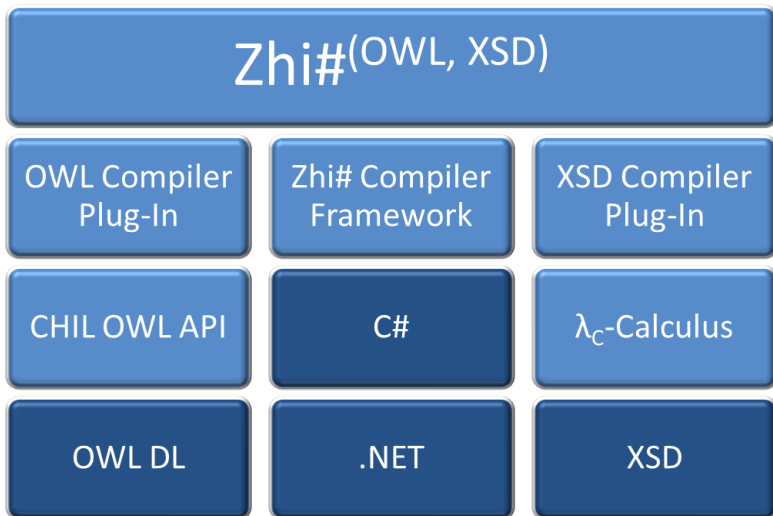 Zhi#(OWL, XSD)
OWL Compiler
Plug-In
Zhi# Compiler
Framework
XSD Compiler
Plug-In
CHIL OWL API
C#
λC-Calculus
OWL DL
.NET
XSD